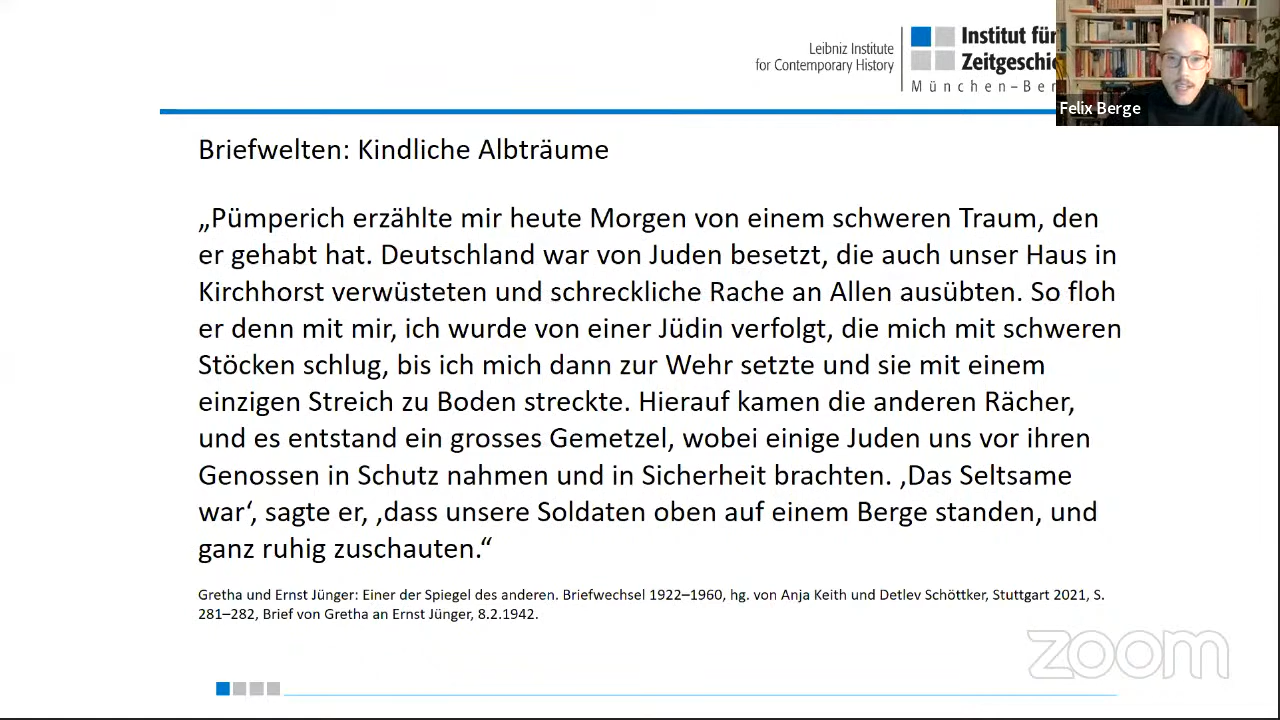 Leibniz Institute
for Contemporary History
Institut für
Zeitgeschie
München–Ber
Felix Berge
Briefwelten: Kindliche Albträume
„Pümperich erzählte mir heute Morgen von einem schweren Traum, den
er gehabt hat. Deutschland war von Juden besetzt, die auch unser Haus in
Kirchhorst verwüsteten und schreckliche Rache an Allen ausübten. So floh
er denn mit mir, ich wurde von einer Jüdin verfolgt, die mich mit schweren
Stöcken schlug, bis ich mich dann zur Wehr setzte und sie mit einem
einzigen Streich zu Boden streckte. Hierauf kamen die anderen Rächer,
und es entstand ein grosses Gemetzel, wobei einige Juden uns vor ihren
Genossen in Schutz nahmen und in Sicherheit brachten. ‚Das Seltsame
war‘, sagte er, ‚dass unsere Soldaten oben auf einem Berge standen, und
ganz ruhig zuschauten.“
Gretha und Ernst Jünger: Einer der Spiegel des anderen. Briefwechsel 1922–1960, hg. von Anja Keith und Detlev Schöttker, Stuttgart 2021, S.
281–282, Brief von Gretha an Ernst Jünger, 8.2.1942.
zoom